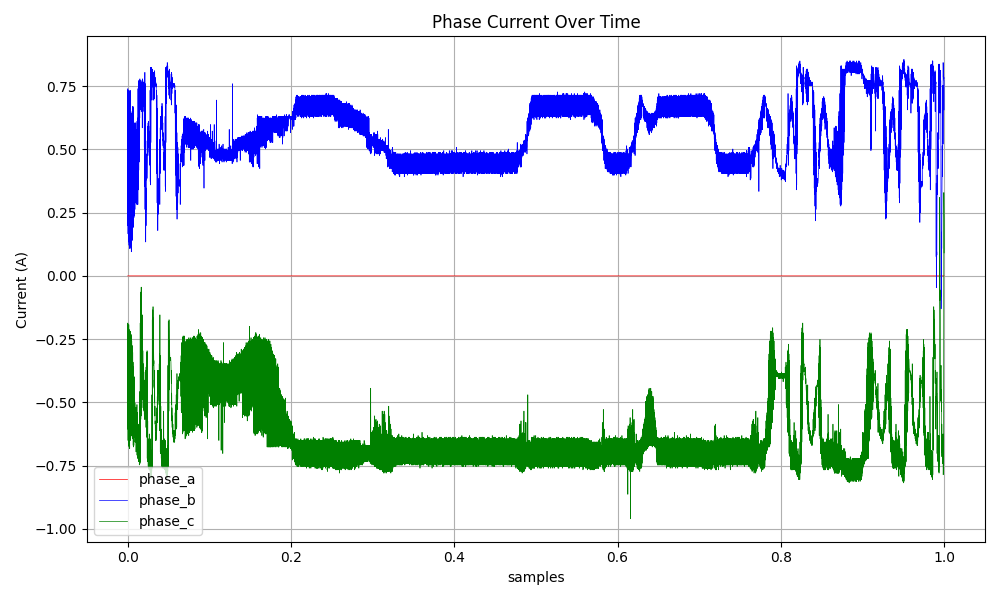 Phase Current Over Time
Current (A)
0.75
0.50
0.25
0.00
−0.25
−0.50
−0.75
−1.00
phase_a
phase_b
phase_c
0.0 0.2 0.4 0.6 0.8 1.0
samples